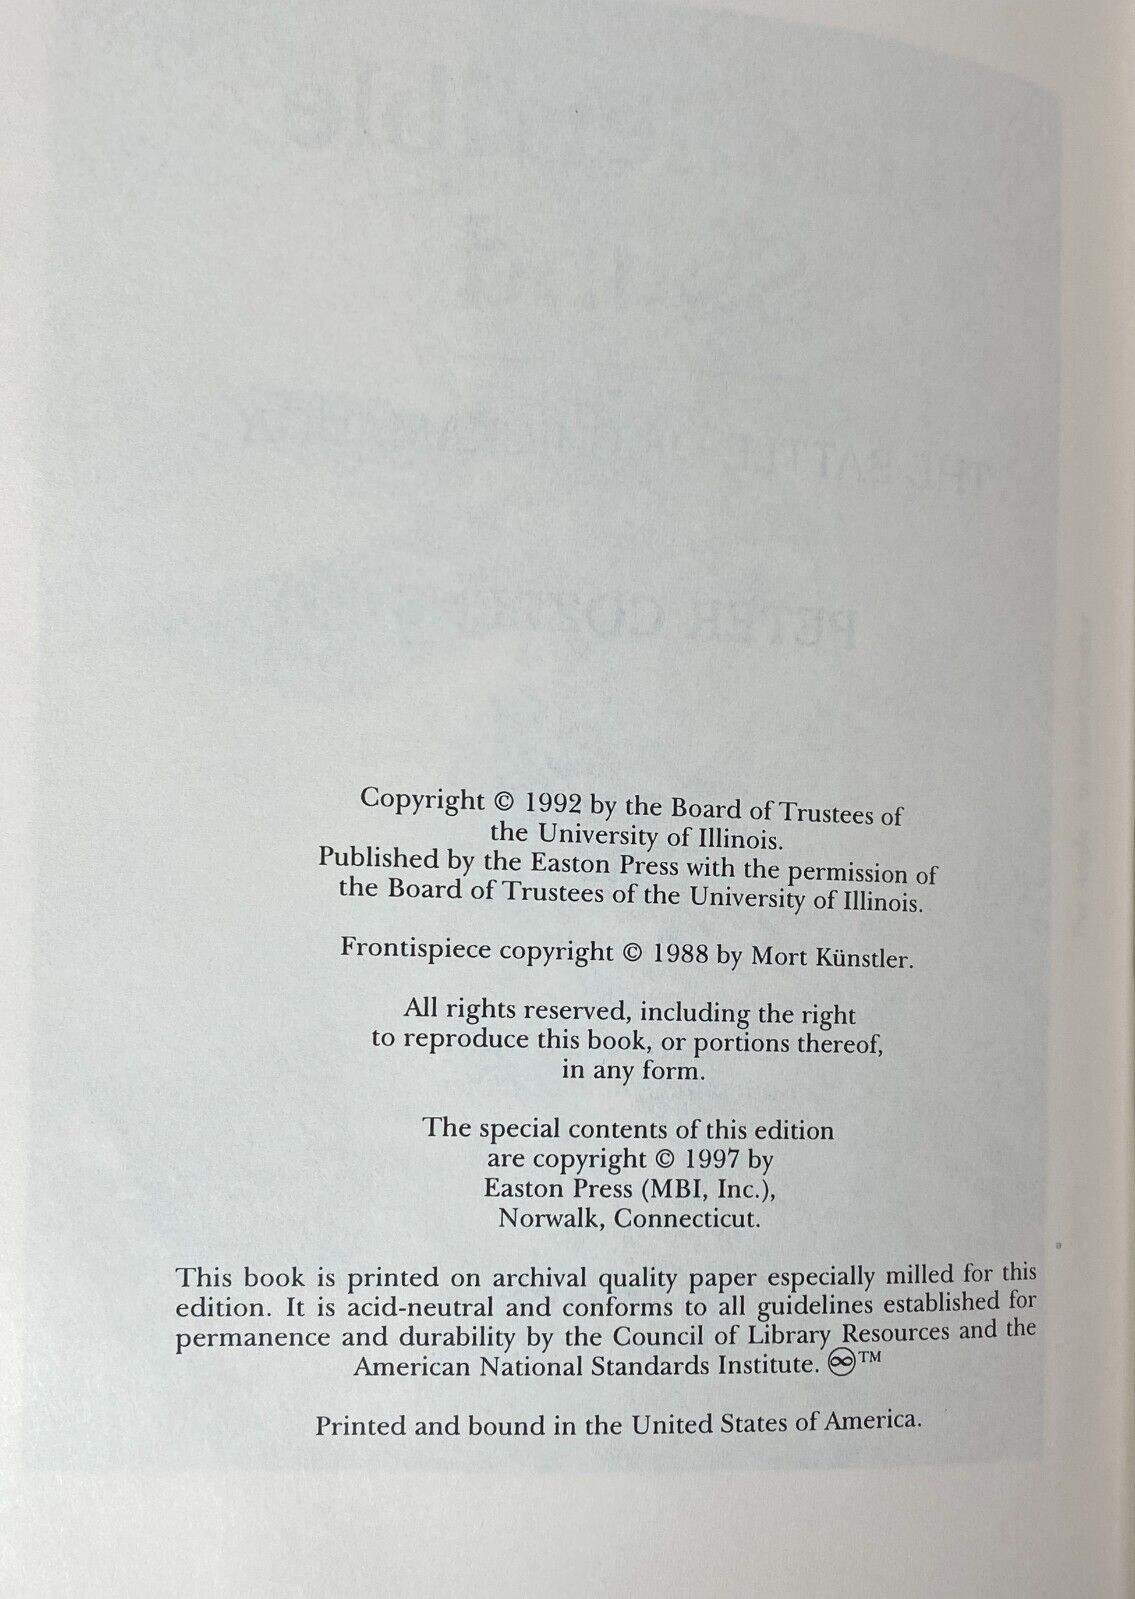 Copyright © 1992 by the Board of Trustees of
the University of Illinois.
Published by the Easton Press with the permission of
the Board of Trustees of the University of Illinois.
Frontispiece copyright © 1988 by Mort Künstler.
All rights reserved, including the right
to reproduce this book, or portions thereof,
in any form.
The special contents of this edition
are copyright © 1997 by
Easton Press (MBI, Inc.),
Norwalk, Connecticut.
This book is printed on archival quality paper especially milled for this
edition. It is acid-neutral and conforms to all guidelines established for
permanence and durability by the Council of Library Resources and the
American National Standards Institute. ♾™
Printed and bound in the United States of America.